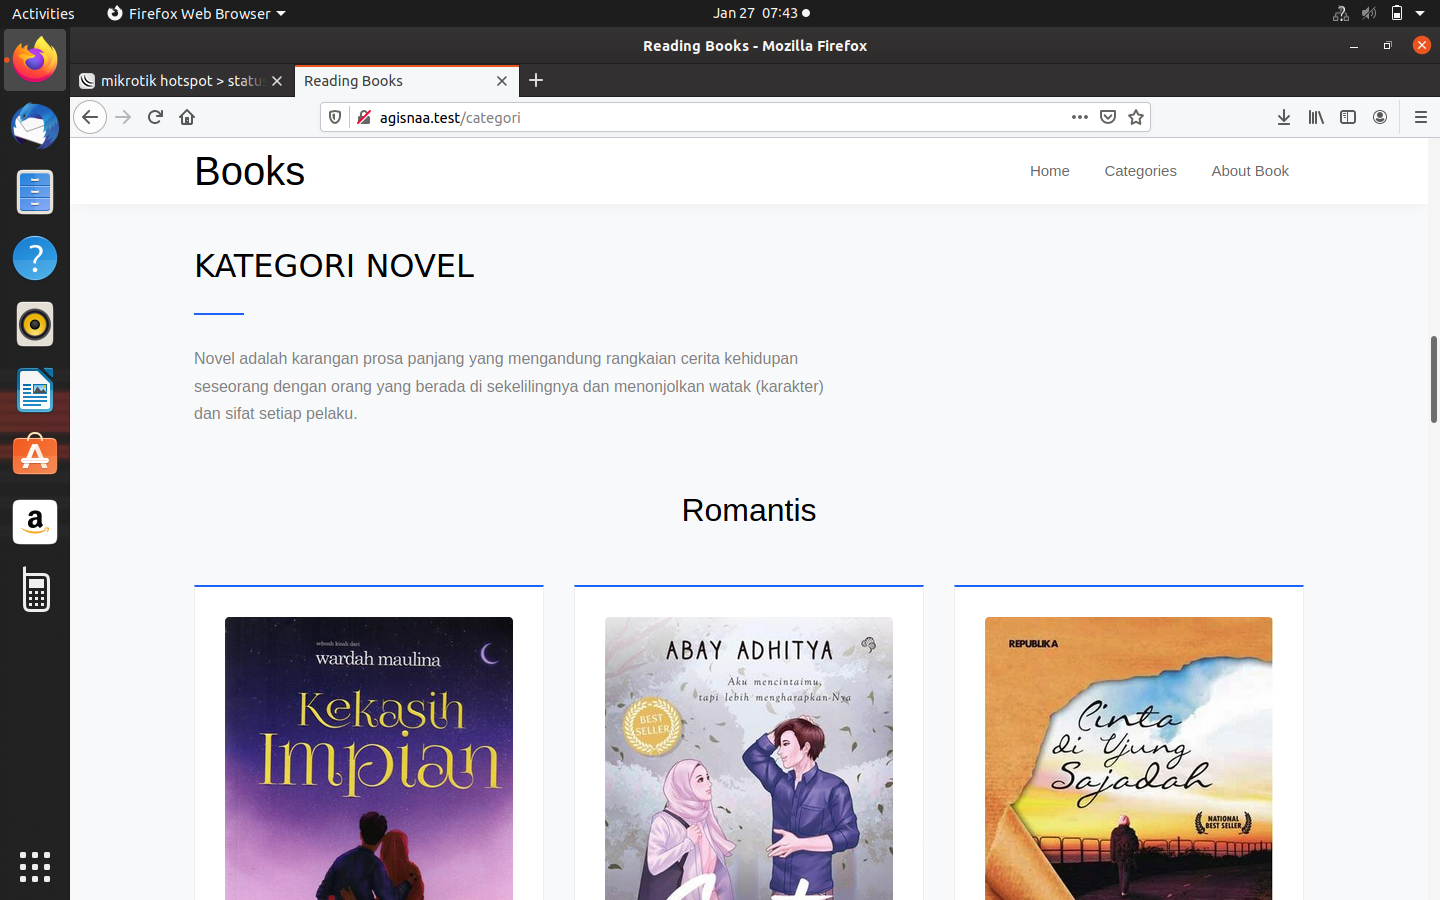 Activities
Firefox Web Browser
Jan 27 07:43
Reading Books - Mozilla Firefox
mikrotik hotspot > status
Reading Books
agisnaa.test/categori
Books
Home
Categories
About Book
KATEGORI NOVEL
Novel adalah karangan prosa panjang yang mengandung rangkaian cerita kehidupan
seseorang dengan orang yang berada di sekelilingnya dan menonjolkan watak (karakter)
dan sifat setiap pelaku.
Romantis
sebuah kisah dari
wardah maulina
Kekasih
Impian
ABAY ADHITYA
Aku mencintaimu,
tapi lebih mengharapkan-Nya
BEST
SELLER
REPUBLIKA
Cinta
di Ujung
Sajadah
NATIONAL
BEST SELLER